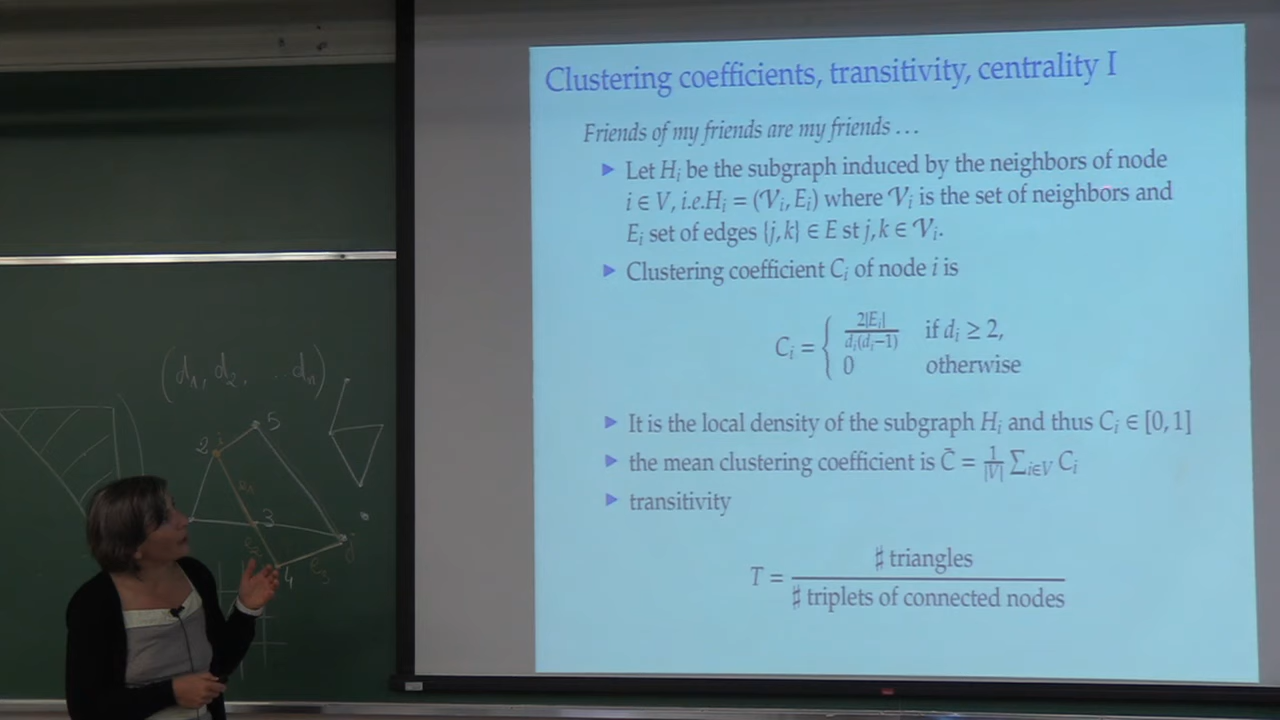 Clustering coefficients, transitivity, centrality I
Friends of my friends are my friends ...
▶ Let Hᵢ be the subgraph induced by the neighbors of node
i ∈ V, i.e.Hᵢ = (𝒱ᵢ, Eᵢ) where 𝒱ᵢ is the set of neighbors and
Eᵢ set of edges {j, k} ∈ E st j, k ∈ 𝒱ᵢ.
▶ Clustering coefficient Cᵢ of node i is
Cᵢ = { 2|Eᵢ| / dᵢ(dᵢ−1) if dᵢ ≥ 2,
0 otherwise
▶ It is the local density of the subgraph Hᵢ and thus Cᵢ ∈ [0, 1]
▶ the mean clustering coefficient is C̄ = 1/|V| ∑i∈V Cᵢ
▶ transitivity
T = ♯ triangles / ♯ triplets of connected nodes
(d₁, d₂, ... dₙ)
5
2 i
e₁
3
j
e₂
4
e₃